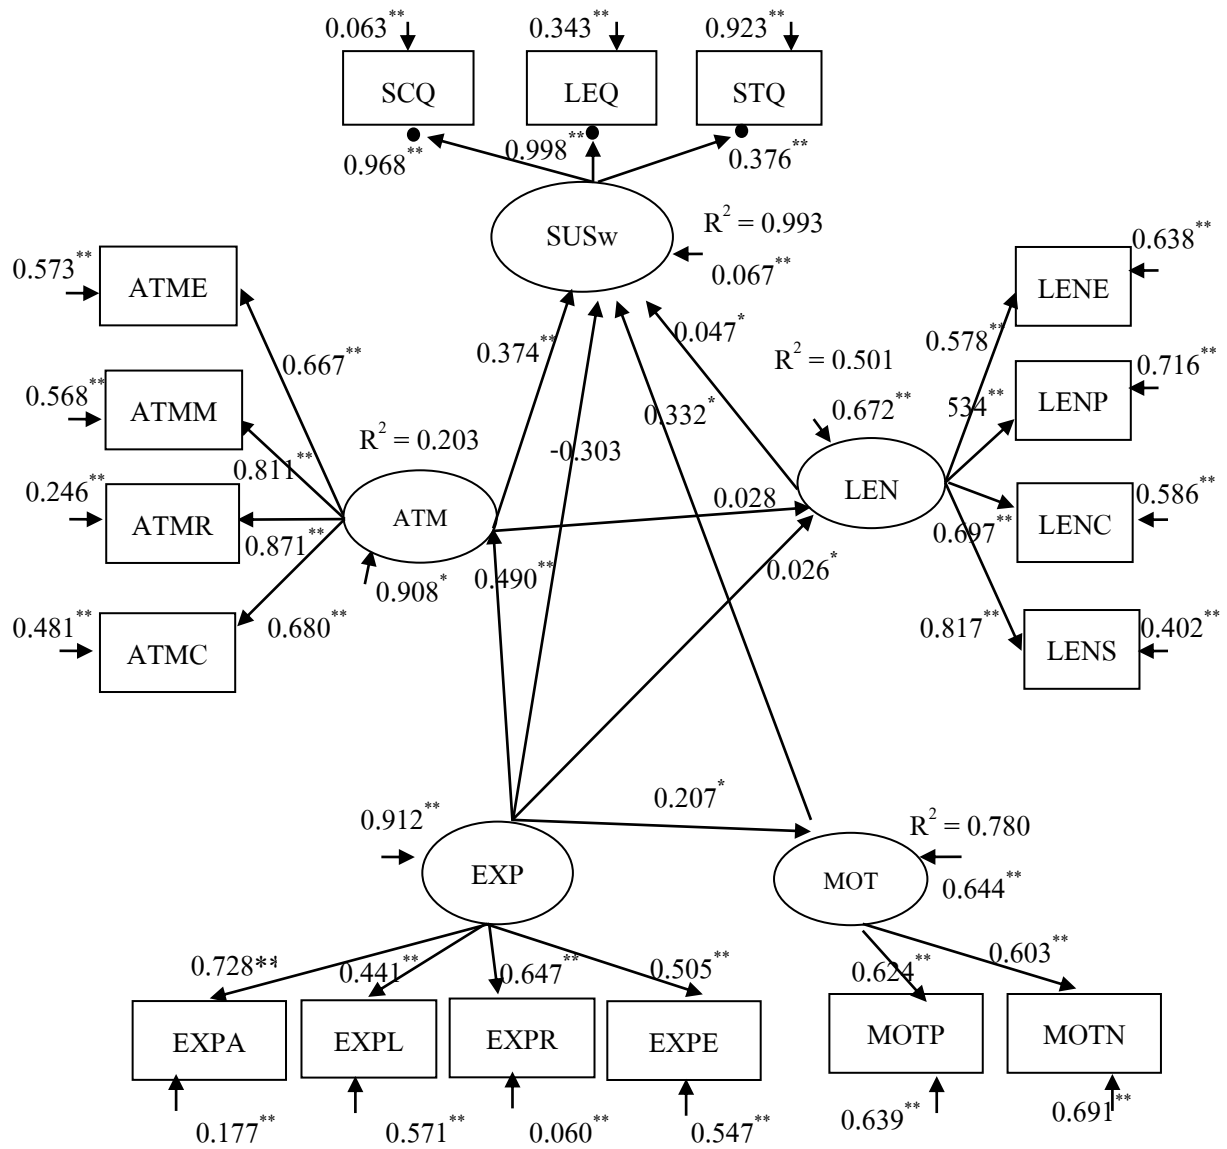 0.063** 0.343** 0.923**
SCQ LEQ STQ
0.968** 0.998** 0.376**
SUSw R² = 0.993
0.067**
0.573** ATME
0.638** LENE
0.667** 0.374** 0.047* 0.578**
R² = 0.501
0.568** ATMM
0.716** LENP
0.672** 534**
R² = 0.203 0.332*
0.811** -0.303
0.246** ATMR ATM 0.028 LEN LENC 0.586**
0.871** 0.697**
0.908* 0.490** 0.026*
0.481** ATMC 0.680**
0.817** LENS 0.402**
0.207*
0.912** R² = 0.780
EXP MOT
0.644**
0.728** 0.441** 0.647** 0.505** 0.624** 0.603**
EXPA EXPL EXPR EXPE MOTP MOTN
0.177** 0.571** 0.060** 0.547** 0.639** 0.691**